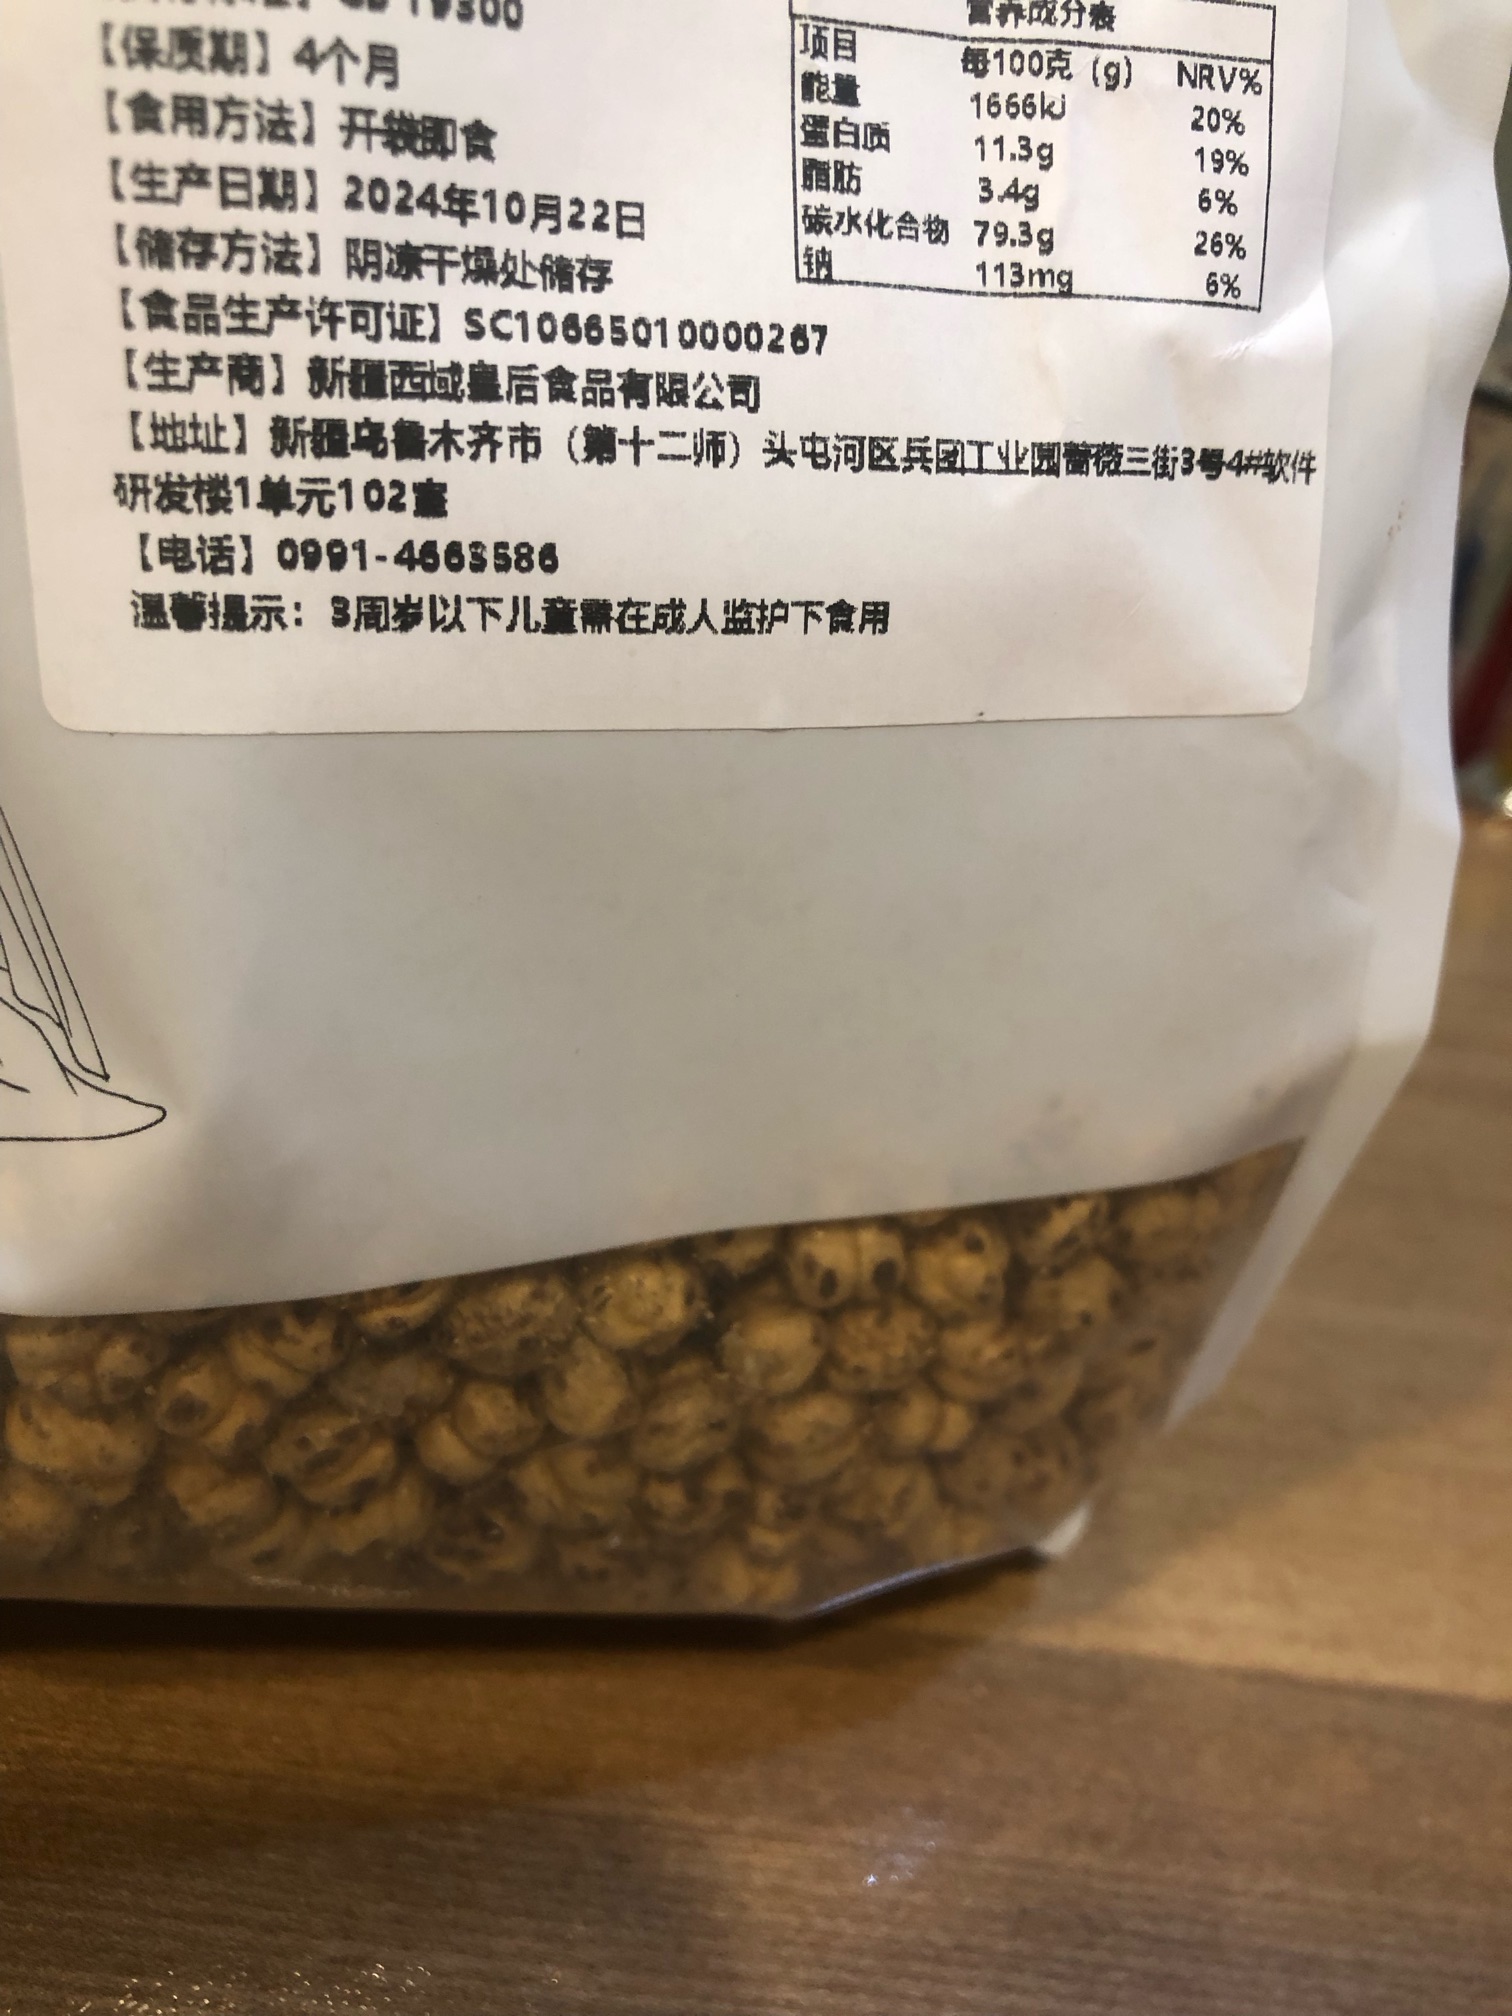 GB 19300
【保质期】4个月
【食用方法】开袋即食
【生产日期】2024年10月22日
【储存方法】阴凉干燥处储存
【食品生产许可证】SC10665010000267
【生产商】新疆西域皇后食品有限公司
【地址】新疆乌鲁木齐市（第十二师）头屯河区兵团工业园蔷薇三街3号4#软件
研发楼1单元102室
【电话】0991-4663586
温馨提示：3周岁以下儿童需在成人监护下食用
营养成分表
项目 每100克（g） NRV%
能量 1666kj 20%
蛋白质 11.3g 19%
脂肪 3.4g 6%
碳水化合物 79.3g 26%
钠 113mg 6%